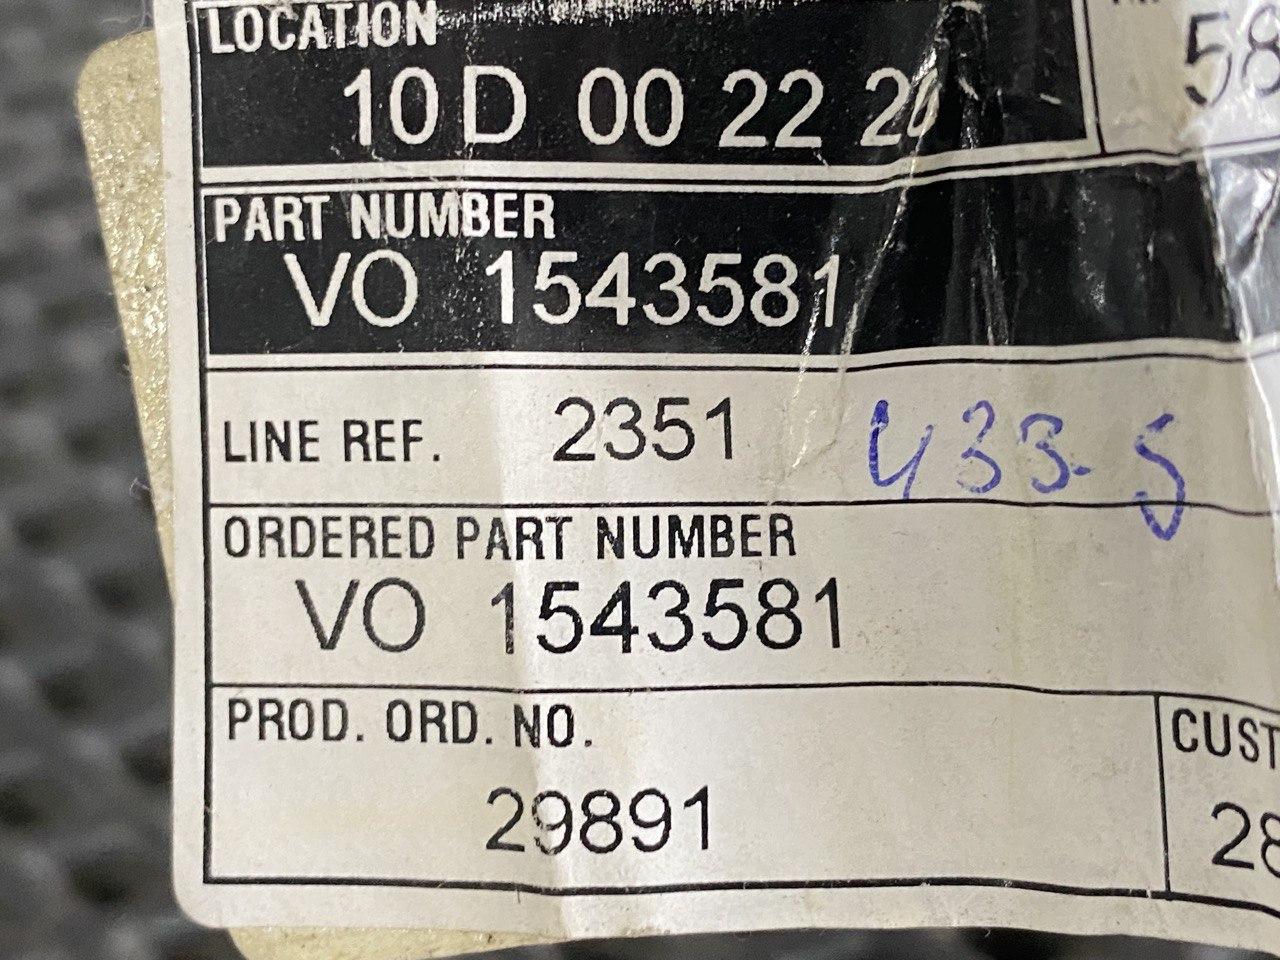 LOCATION
10 D 00 22 20
58
PART NUMBER
VO 1543581
LINE REF. 2351 433-5
ORDERED PART NUMBER
VO 1543581
PROD. ORD. NO.
29891
CUST
28